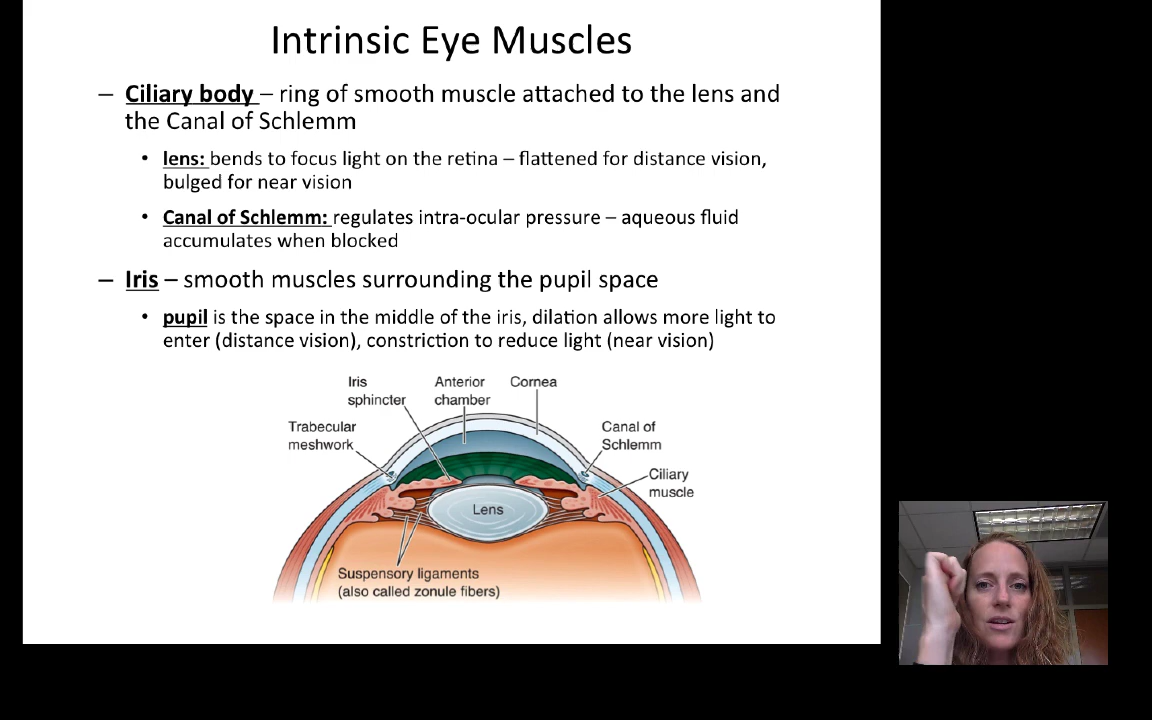 Intrinsic Eye Muscles
– Ciliary body – ring of smooth muscle attached to the lens and
the Canal of Schlemm
• lens: bends to focus light on the retina – flattened for distance vision,
bulged for near vision
• Canal of Schlemm: regulates intra-ocular pressure – aqueous fluid
accumulates when blocked
– Iris – smooth muscles surrounding the pupil space
• pupil is the space in the middle of the iris, dilation allows more light to
enter (distance vision), constriction to reduce light (near vision)
Iris
sphincter
Anterior
chamber
Cornea
Trabecular
meshwork
Canal of
Schlemm
Ciliary
muscle
Lens
Suspensory ligaments
(also called zonule fibers)